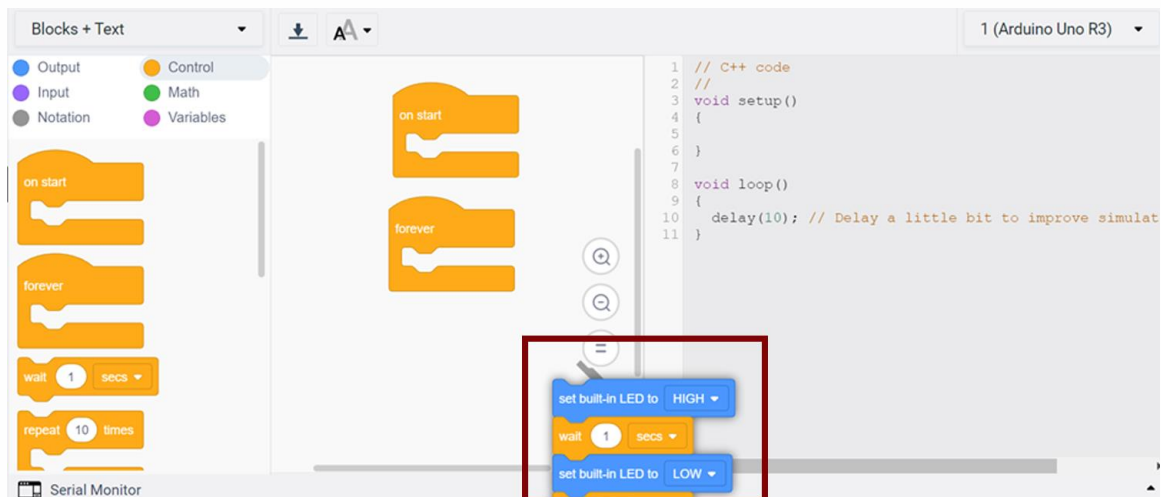 Blocks + Text
AA
1 (Arduino Uno R3)
Output
Control
Input
Math
Notation
Variables
on start
forever
wait 1 secs
repeat 10 times
on start
forever
set built-in LED to HIGH
wait 1 secs
set built-in LED to LOW
1 // C++ code
2 //
3 void setup()
4 {
5
6 }
7
8 void loop()
9 {
10 delay(10); // Delay a little bit to improve simulat
11 }
Serial Monitor